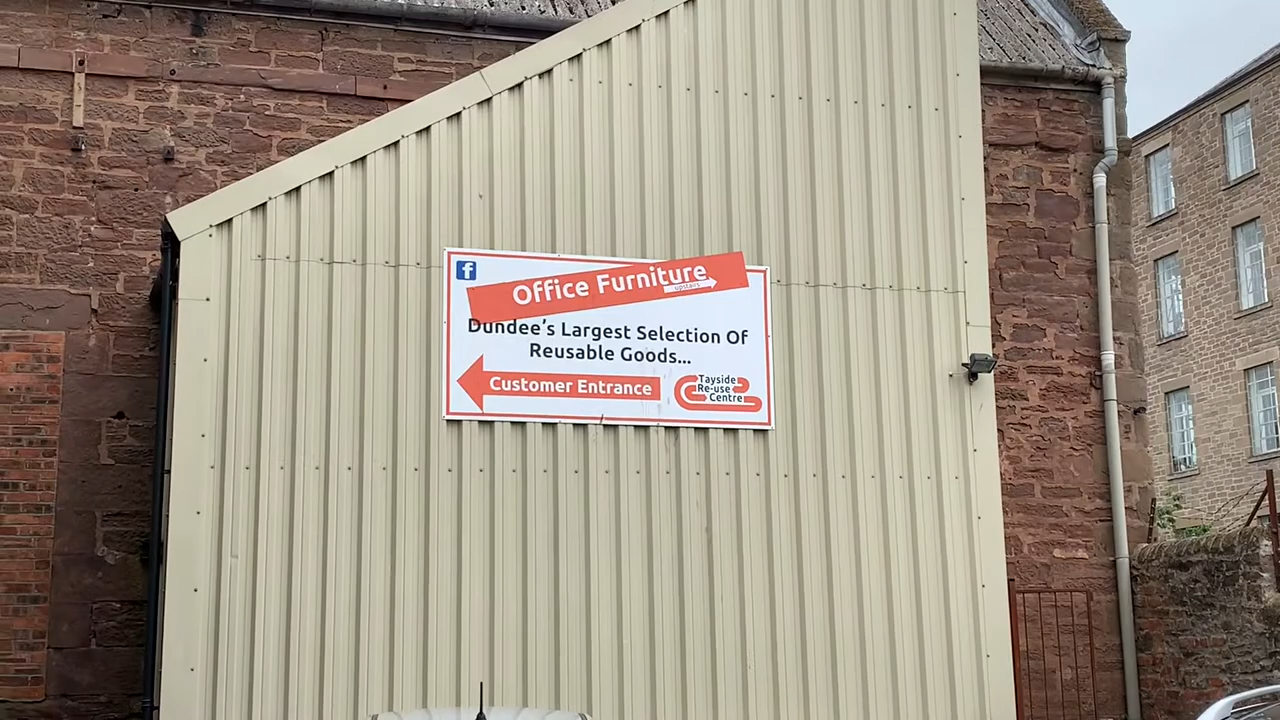 f
Office Furniture
upstairs
Dundee's Largest Selection Of
Reusable Goods...
Customer Entrance
Tayside
Re-use
Centre